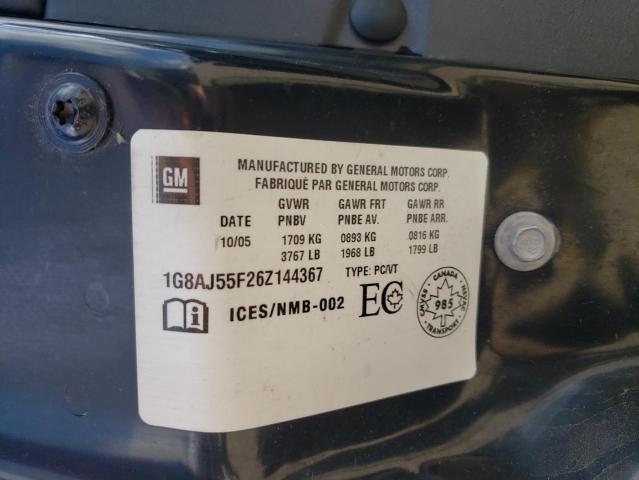 GM
MANUFACTURED BY GENERAL MOTORS CORP.
FABRIQUÉ PAR GENERAL MOTORS CORP.
GVWR GAWR FRT GAWR RR
DATE PNBV PNBE AV. PNBE ARR.
10/05 1709 KG 0893 KG 0816 KG
3767 LB 1968 LB 1799 LB
1G8AJ55F26Z144367 TYPE: PC/VT
ICES/NMB-002 EC
CANADA
985
TRANSPORT